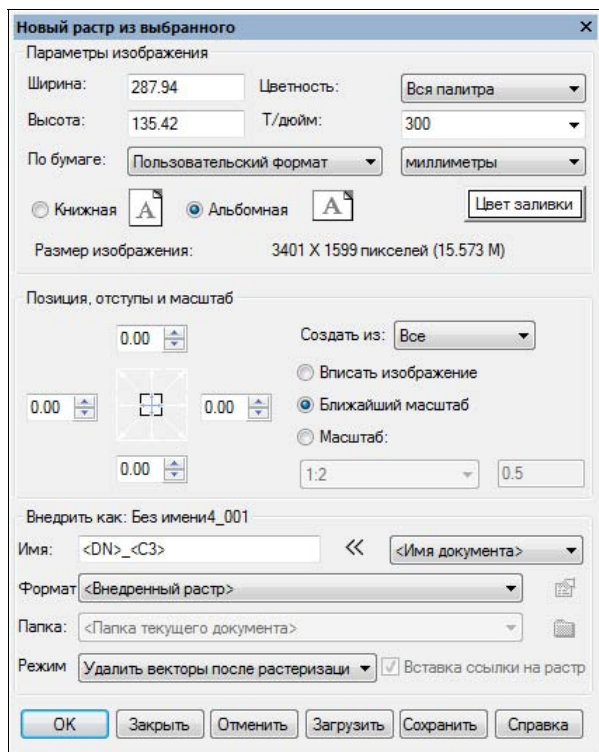 Новый растр из выбранного
Параметры изображения
Ширина: 287.94 Цветность: Вся палитра
Высота: 135.42 Т/дюйм: 300
По бумаге: Пользовательский формат миллиметры
Книжная A Альбомная A Цвет заливки
Размер изображения: 3401 X 1599 пикселей (15.573 M)
Позиция, отступы и масштаб
0.00 Создать из: Все
Вписать изображение
0.00 0.00 Ближайший масштаб
Масштаб:
0.00 1:2 0.5
Внедрить как: Без имени4_001
Имя: <DN>_<C3> << <Имя документа>
Формат <Внедренный растр>
Папка: <Папка текущего документа>
Режим Удалить векторы после растеризаци Вставка ссылки на растр
OK Закрыть Отменить Загрузить Сохранить Справка